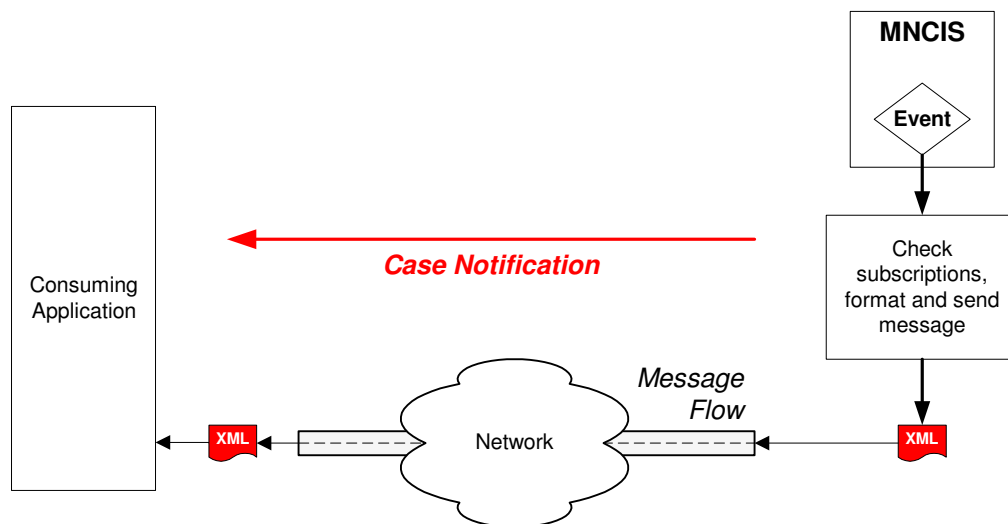 MNCIS
Event
Check
subscriptions,
format and send
message
Case Notification
Consuming
Application
Message
Flow
Network
XML
XML